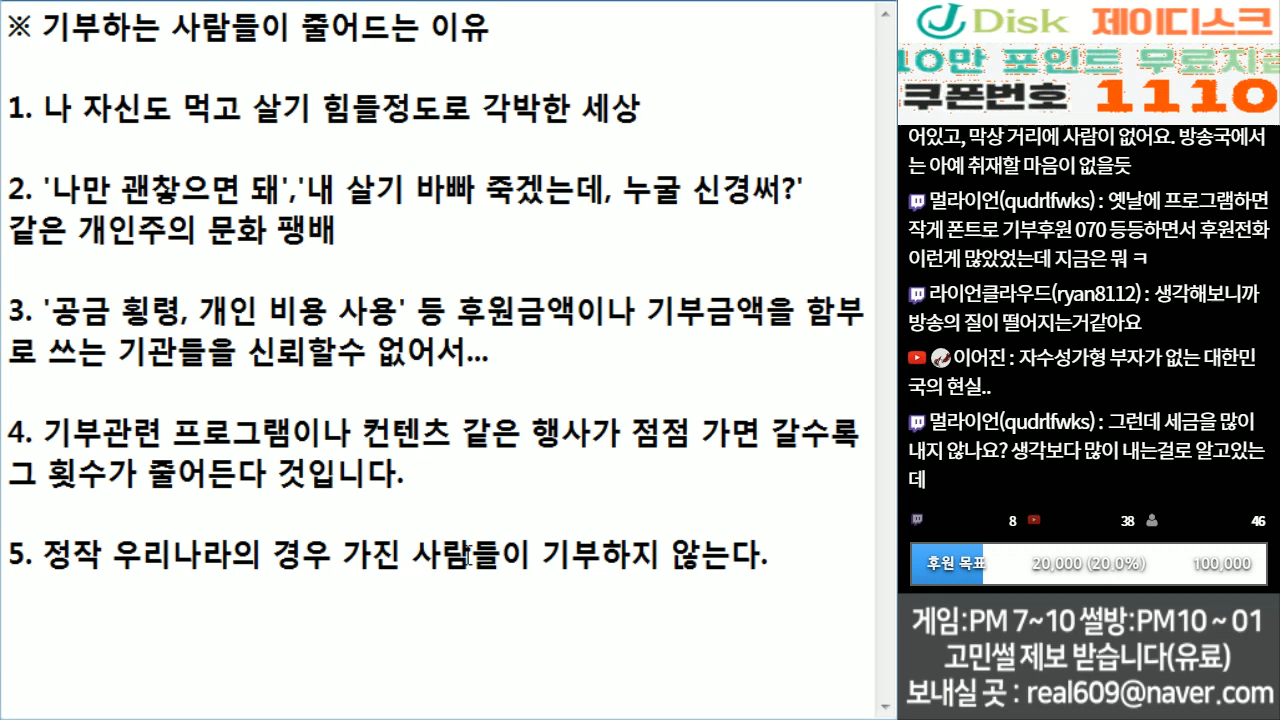 ※ 기부하는 사람들이 줄어드는 이유
1. 나 자신도 먹고 살기 힘들정도로 각박한 세상
2. '나만 괜찮으면 돼','내 살기 바빠 죽겠는데, 누굴 신경써?'
같은 개인주의 문화 팽배
3. '공금 횡령, 개인 비용 사용' 등 후원금액이나 기부금액을 함부
로 쓰는 기관들을 신뢰할수 없어서...
4. 기부관련 프로그램이나 컨텐츠 같은 행사가 점점 가면 갈수록
그 횟수가 줄어든다 것입니다.
5. 정작 우리나라의 경우 가진 사람들이 기부하지 않는다.
J Disk 제이디스크
10만 포인트 무료지급
쿠폰번호 1110
어있고, 막상 거리에 사람이 없어요. 방송국에서
는 아예 취재할 마음이 없을듯
멀라이언(qudrlfwks) : 옛날에 프로그램하면
작게 폰트로 기부후원 070 등등하면서 후원전화
이런게 많았었는데 지금은 뭐 ㅋ
라이언클라우드(ryan8112) : 생각해보니까
방송의 질이 떨어지는거같아요
이어진 : 자수성가형 부자가 없는 대한민
국의 현실..
멀라이언(qudrlfwks) : 그런데 세금을 많이
내지 않나요? 생각보다 많이 내는걸로 알고있는
데
8 38 46
후원 목표 20,000 (20.0%) 100,000
게임:PM 7~10 썰방:PM10 ~ 01
고민썰 제보 받습니다(유료)
보내실 곳 : real609@naver.com